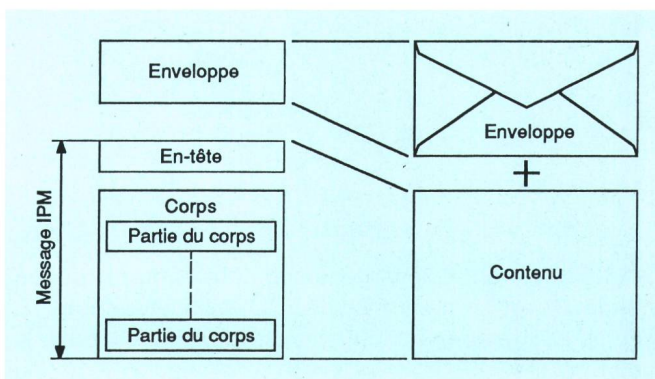 Enveloppe
En-tête
Corps
Partie du corps
Partie du corps
Message IPM
Enveloppe
+
Contenu